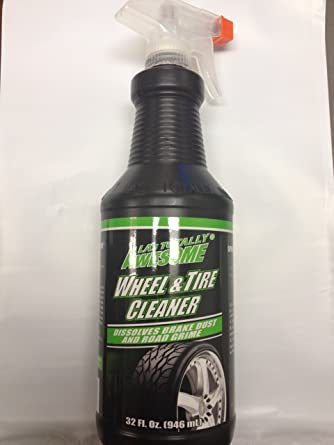 LA'S TOTALLY
AWESOME®
WHEEL & TIRE
CLEANER
DISSOLVES BRAKE DUST
AND ROAD GRIME
32 Fl. Oz. (946 mL)